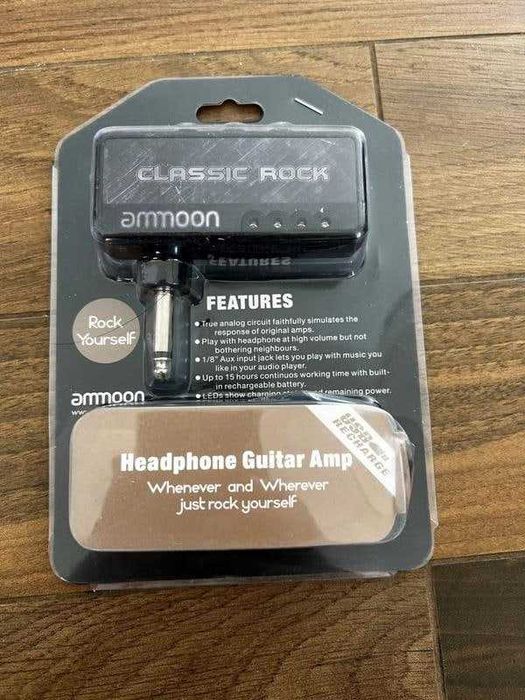 CLASSIC ROCK
ammoon
FEATURES
Rock
Yourself
True analog circuit faithfully simulates the
response of original amps.
Play with headphone at high volume but not
bothering neighbours.
1/8" Aux input jack lets you play with music you
like in your audio player.
Up to 15 hours continuos working time with built-
in rechargeable battery.
LEDs show charging and remaining power.
ammoon
Headphone Guitar Amp
USB
RECHARGE
Whenever and Wherever
just rock yourself